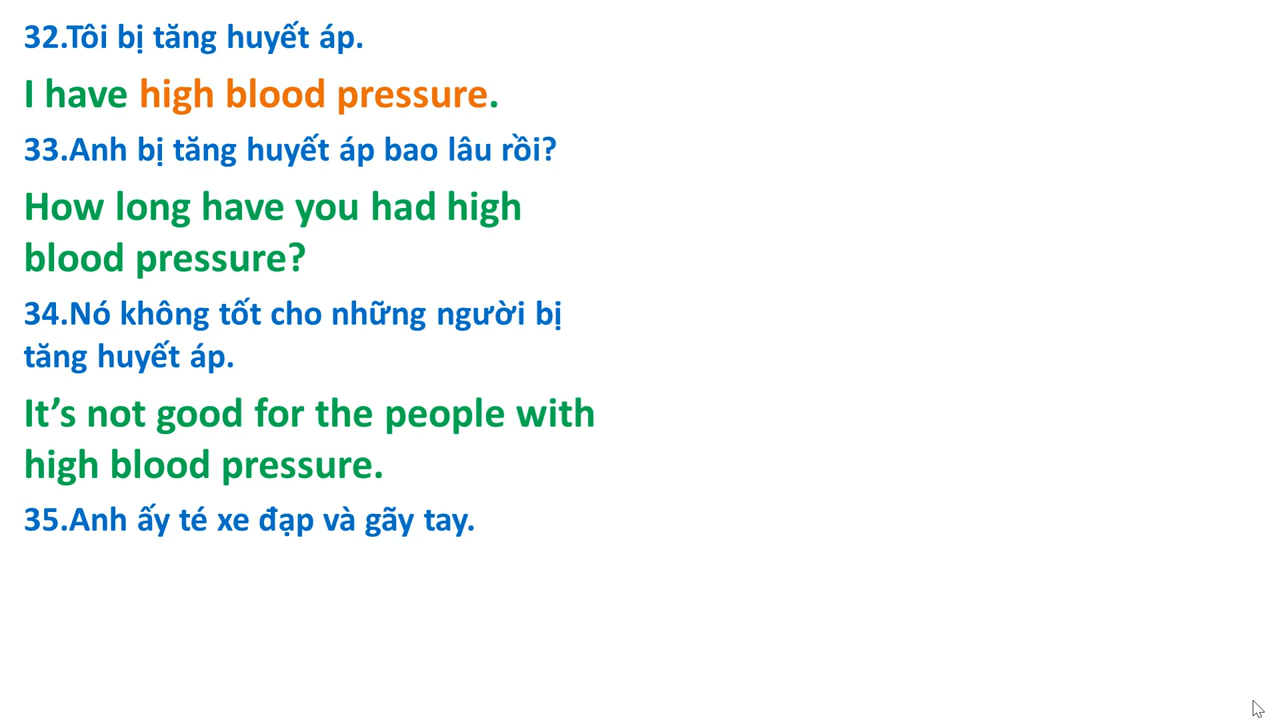 32.Tôi bị tăng huyết áp.
I have high blood pressure.
33.Anh bị tăng huyết áp bao lâu rồi?
How long have you had high
blood pressure?
34.Nó không tốt cho những người bị
tăng huyết áp.
It’s not good for the people with
high blood pressure.
35.Anh ấy té xe đạp và gãy tay.